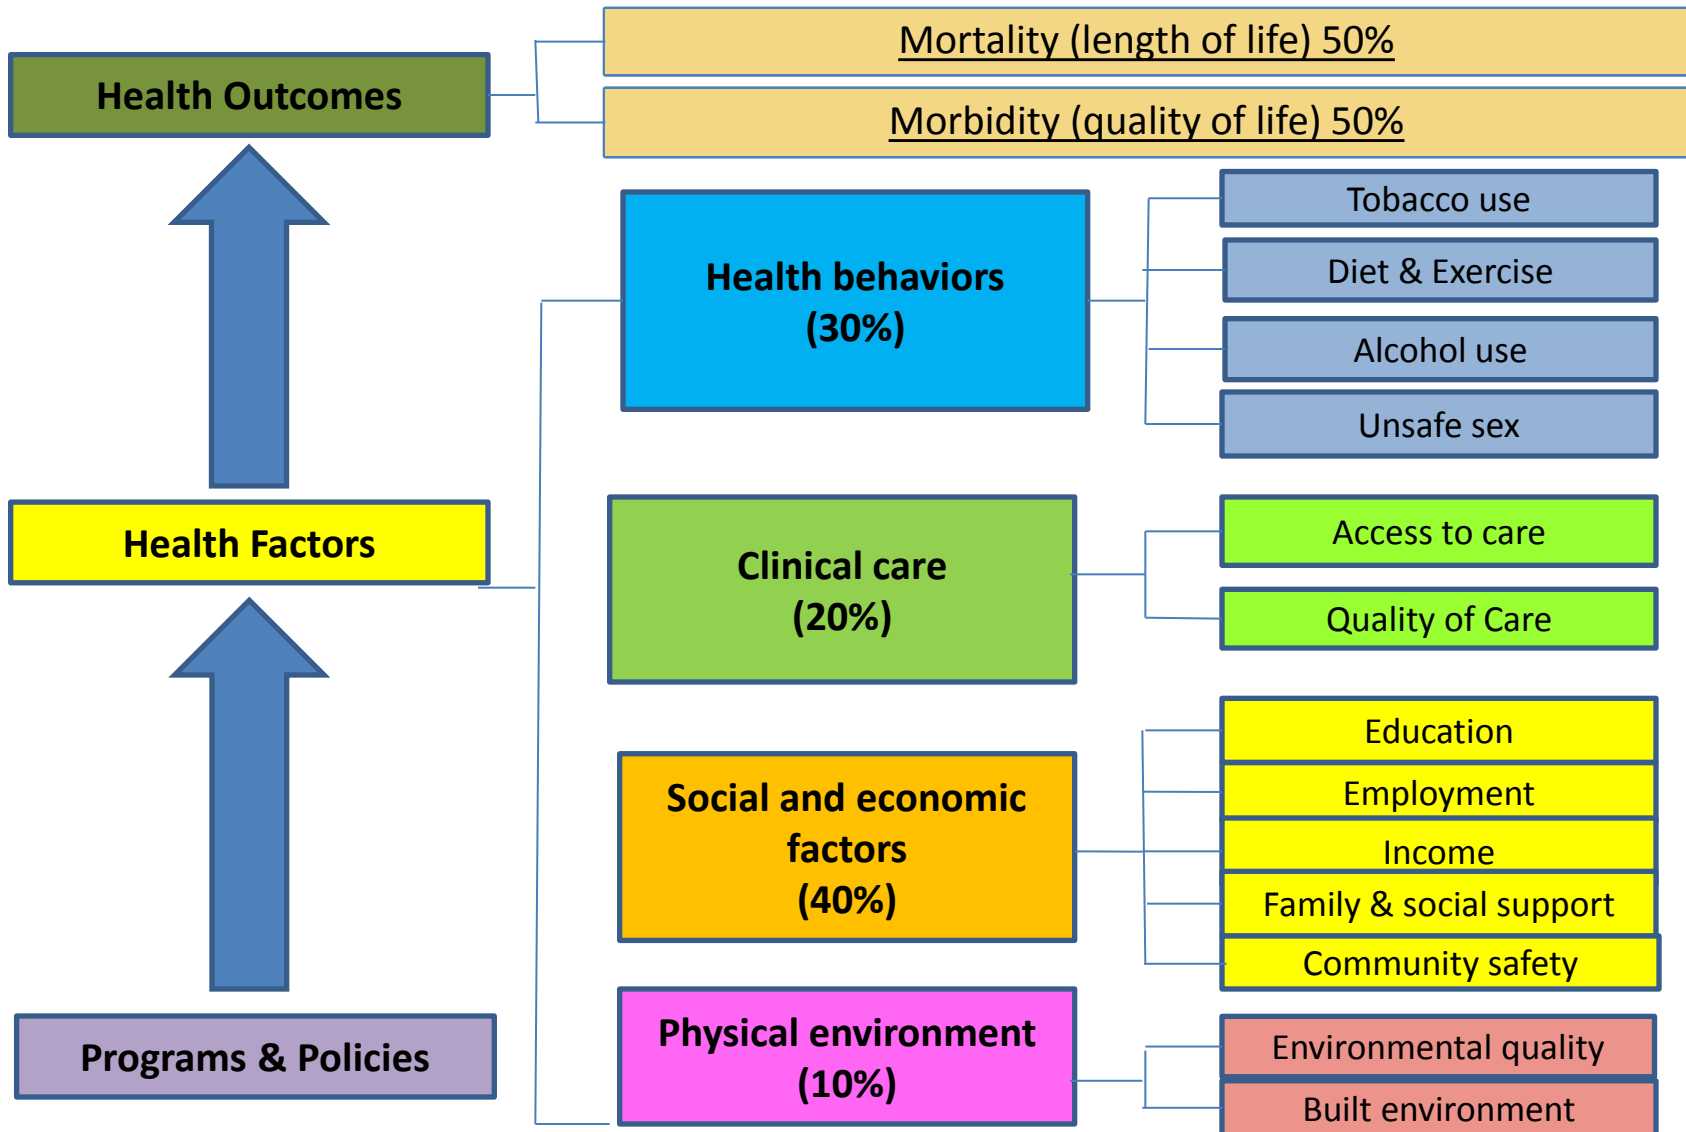 Mortality (length of life) 50%
Health Outcomes
Morbidity (quality of life) 50%
Health behaviors
(30%)
Tobacco use
Diet & Exercise
Alcohol use
Unsafe sex
Health Factors
Clinical care
(20%)
Access to care
Quality of Care
Social and economic
factors
(40%)
Education
Employment
Income
Family & social support
Community safety
Programs & Policies
Physical environment
(10%)
Environmental quality
Built environment